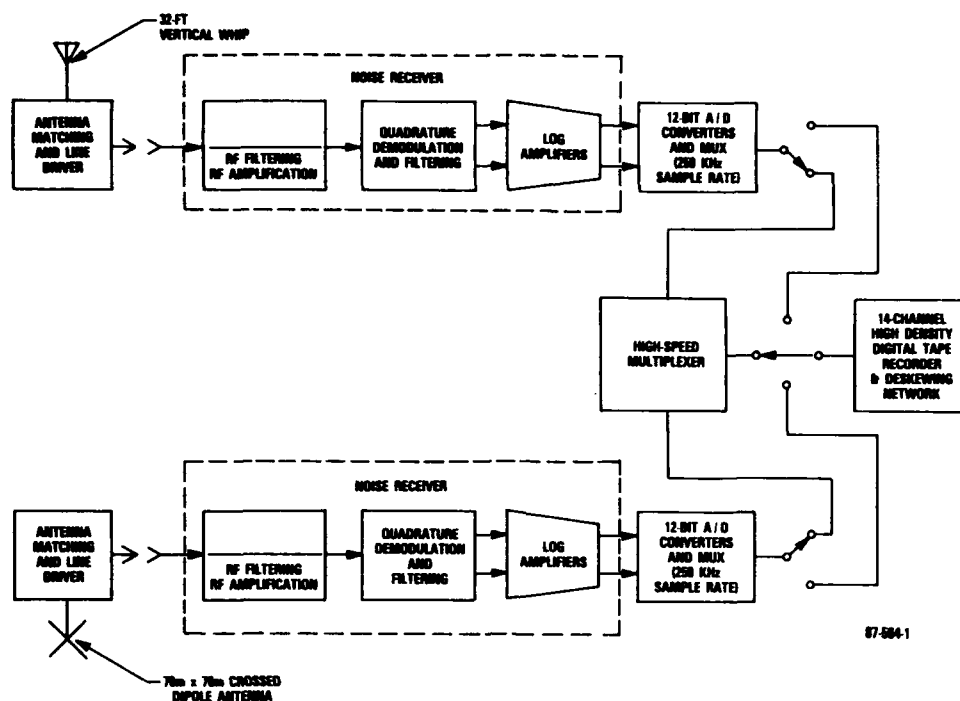 32-FT
VERTICAL WHIP
NOISE RECEIVER
ANTENNA
MATCHING
AND LINE
DRIVER
RF FILTERING
RF AMPLIFICATION
QUADRATURE
DEMODULATION
AND FILTERING
LOG
AMPLIFIERS
12-BIT A / D
CONVERTERS
AND MUX
(250 KHz
SAMPLE RATE)
HIGH-SPEED
MULTIPLEXER
14-CHANNEL
HIGH DENSITY
DIGITAL TAPE
RECORDER
& DESKEWING
NETWORK
NOISE RECEIVER
ANTENNA
MATCHING
AND LINE
DRIVER
RF FILTERING
RF AMPLIFICATION
QUADRATURE
DEMODULATION
AND
FILTERING
LOG
AMPLIFIERS
12-BIT A / D
CONVERTERS
AND MUX
(250 KHz
SAMPLE RATE)
87-564-1
70m x 70m CROSSED
DIPOLE ANTENNA